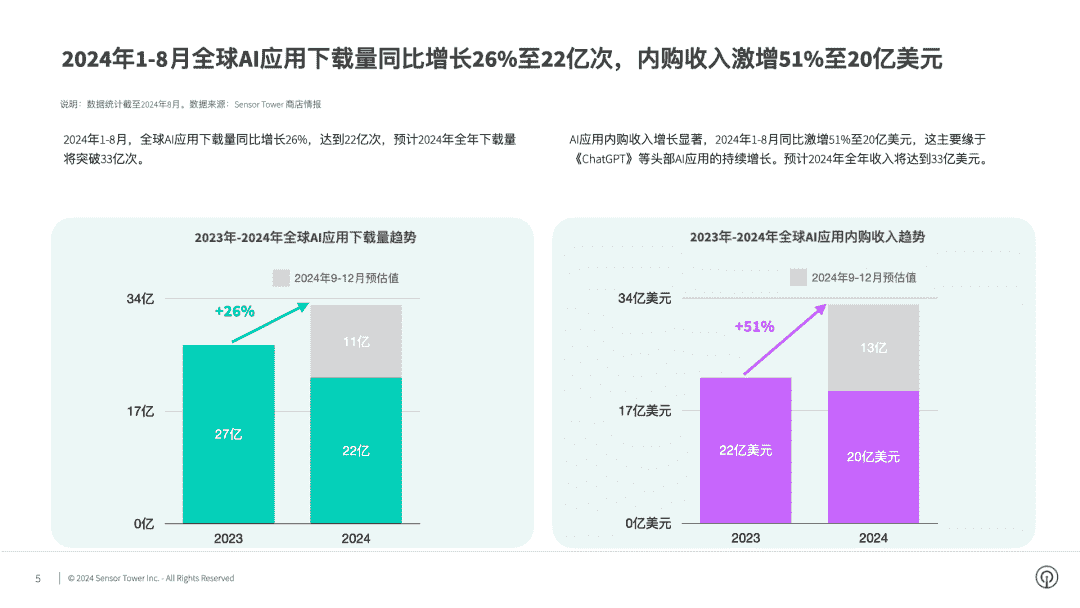 2024年1-8月全球AI应用下载量同比增长26%至22亿次，内购收入激增51%至20亿美元
说明：数据统计截至2024年8月。数据来源：Sensor Tower 商店情报
2024年1-8月，全球AI应用下载量同比增长26%，达到22亿次，预计2024年全年下载量
将突破33亿次。
AI应用内购收入增长显著，2024年1-8月同比激增51%至20亿美元，这主要缘于
《ChatGPT》等头部AI应用的持续增长。预计2024年全年收入将达到33亿美元。
2023年-2024年全球AI应用下载量趋势
2024年9-12月预估值
34亿
+26%
11亿
17亿
27亿
22亿
0亿
2023
2024
2023年-2024年全球AI应用内购收入趋势
2024年9-12月预估值
34亿美元
+51%
13亿
17亿美元
22亿美元
20亿美元
0亿美元
2023
2024
5
© 2024 Sensor Tower Inc. - All Rights Reserved